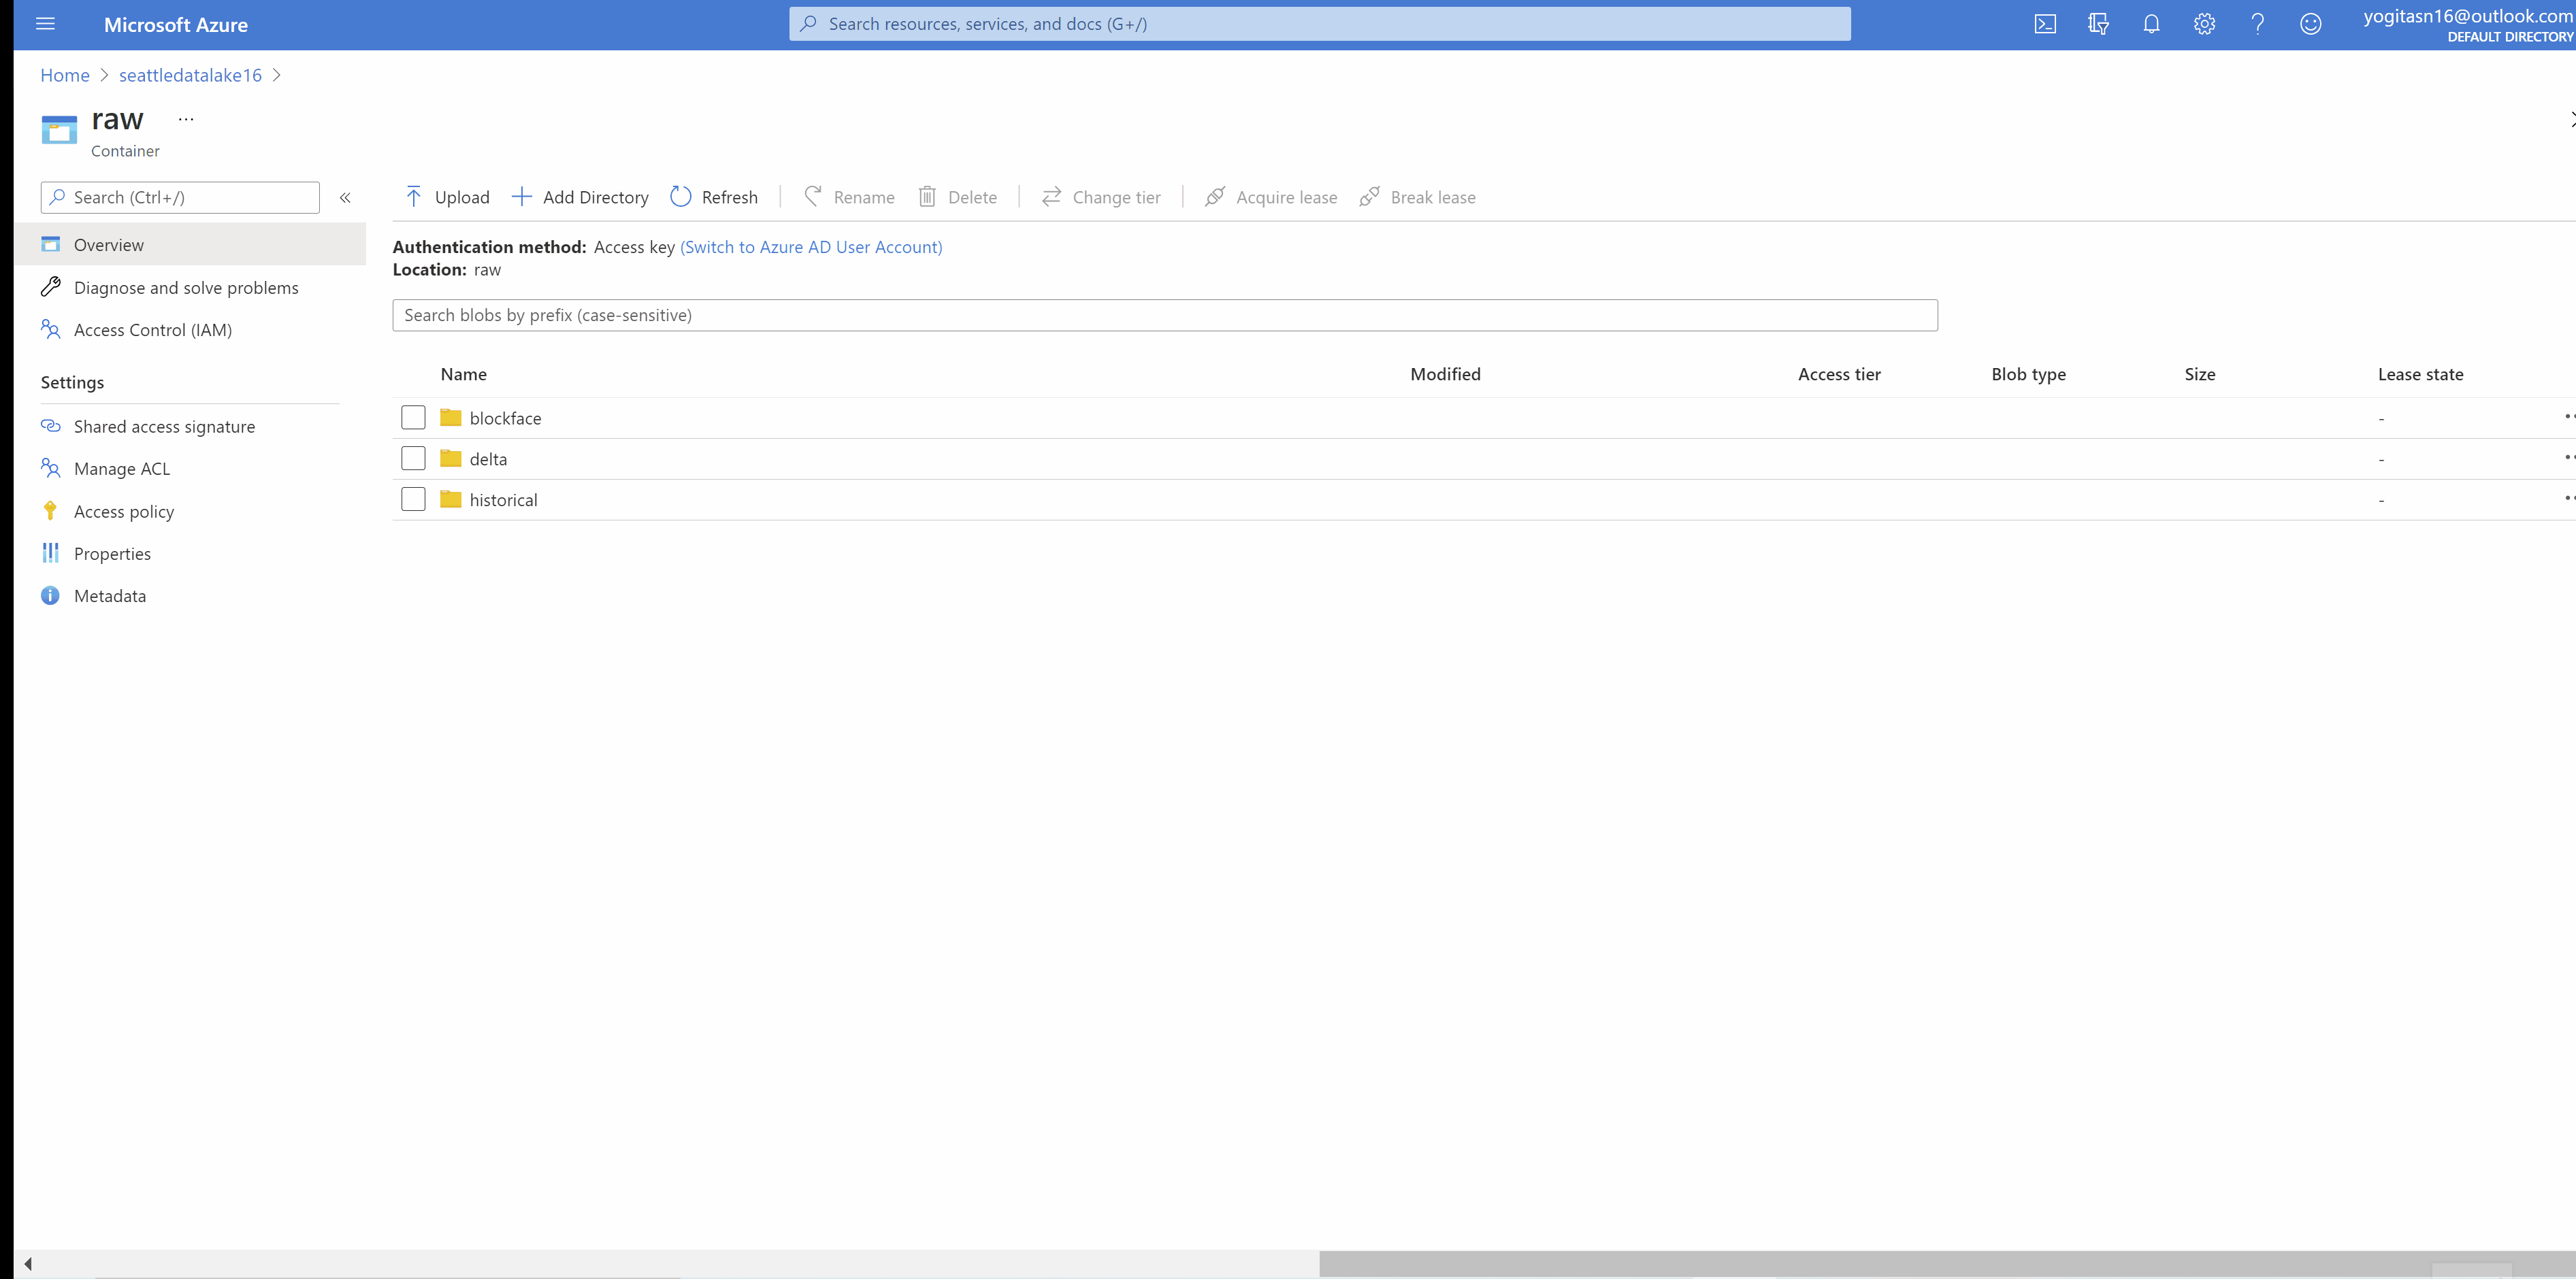 Microsoft Azure
Search resources, services, and docs (G+/)
yogitasn16@outlook.com
DEFAULT DIRECTORY
Home > seattledatalake16 >
raw ...
Container
Search (Ctrl+/) «
Upload Add Directory Refresh Rename Delete Change tier Acquire lease Break lease
Overview
Diagnose and solve problems
Access Control (IAM)
Settings
Shared access signature
Manage ACL
Access policy
Properties
Metadata
Authentication method: Access key (Switch to Azure AD User Account)
Location: raw
Search blobs by prefix (case-sensitive)
Name Modified Access tier Blob type Size Lease state
blockface -
delta -
historical -